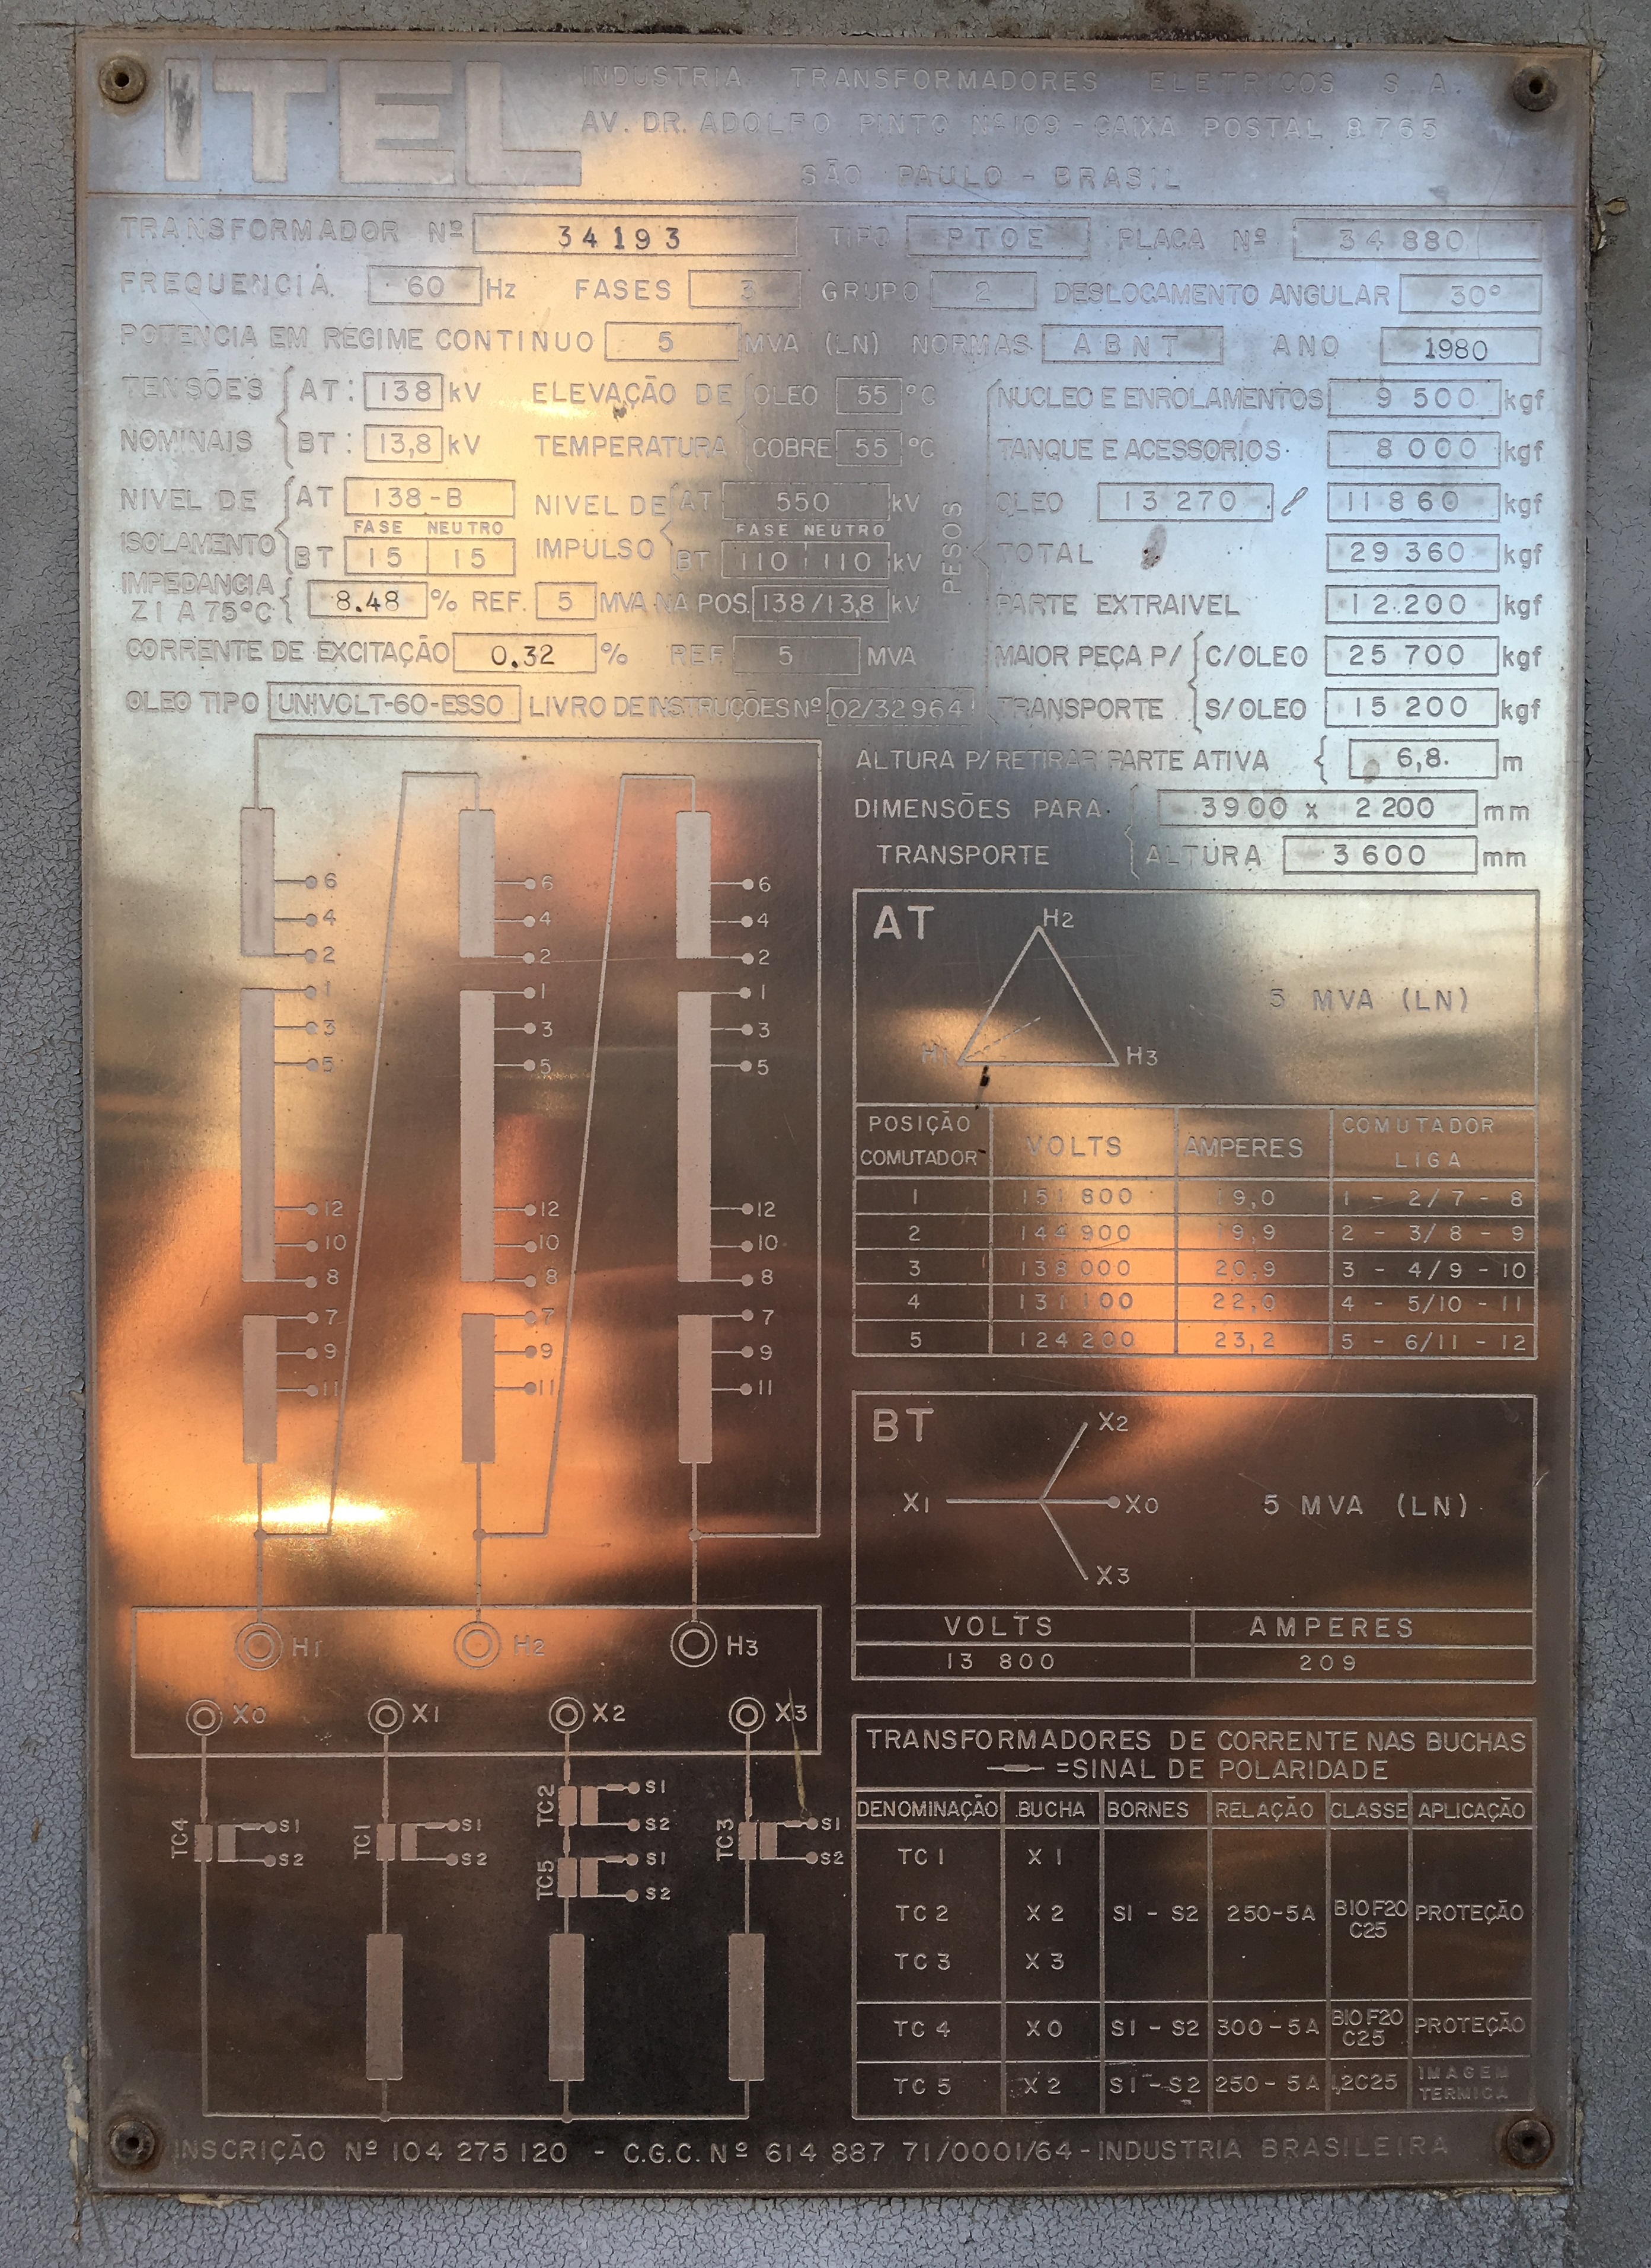 ITEL
INDUSTRIA TRANSFORMADORES ELETRICOS S.A.
AV. DR. ADOLFO PINTO Nº 109 - CAIXA POSTAL 8765
SÃO PAULO - BRASIL
TRANSFORMADOR Nº 34193 TIPO PTOE PLACA Nº 34 880
FREQUENCIA 60 Hz FASES 3 GRUPO 2 DESLOCAMENTO ANGULAR 30°
POTENCIA EM REGIME CONTINUO 5 MVA (LN) NORMAS ABNT ANO 1980
TENSÕES NOMINAIS
AT: 138 kV
BT: 13,8 kV
ELEVAÇÃO DE TEMPERATURA
OLEO 55 °C
COBRE 55 °C
NIVEL DE ISOLAMENTO
AT 138-B
FASE NEUTRO
BT 15 15
NIVEL DE IMPULSO
AT 550 kV
FASE NEUTRO
BT 110 110 kV
IMPEDANCIA Z1 A 75°C 8.48 % REF. 5 MVA NA POS. 138/13,8 kV
CORRENTE DE EXCITAÇÃO 0.32 % REF. 5 MVA
OLEO TIPO UNIVOLT-60-ESSO LIVRO DE INSTRUÇÕES Nº 02/32964
PESOS
NUCLEO E ENROLAMENTOS 9 500 kgf
TANQUE E ACESSORIOS 8 000 kgf
OLEO 13 270 l 11 860 kgf
TOTAL 29 360 kgf
PARTE EXTRAIVEL 12.200 kgf
MAIOR PEÇA P/ TRANSPORTE
C/OLEO 25 700 kgf
S/OLEO 15 200 kgf
ALTURA P/ RETIRAR PARTE ATIVA 6,8 m
DIMENSÕES PARA TRANSPORTE
3900 x 2 200 mm
ALTURA 3 600 mm
6 6 6
4 4 4
2 2 2
1 1 1
3 3 3
5 5 5
12 12 12
10 10 10
8 8 8
7 7 7
9 9 9
11 11 11
H1 H2 H3
X0 X1 X2 X3
TC4 S1 S2
TC1 S1 S2
TC2 S1 S2
TC5 S1 S2
TC3 S1 S2
AT
H2
H1 H3
5 MVA (LN)
POSIÇÃO COMUTADOR VOLTS AMPERES COMUTADOR LIGA
1 151 800 19,0 1 - 2/7 - 8
2 144 900 19,9 2 - 3/8 - 9
3 138 000 20,9 3 - 4/9 - 10
4 131 100 22,0 4 - 5/10 - 11
5 124 200 23,2 5 - 6/11 - 12
BT
X2
X1 X0
X3
5 MVA (LN)
VOLTS AMPERES
13 800 209
TRANSFORMADORES DE CORRENTE NAS BUCHAS
=SINAL DE POLARIDADE
DENOMINAÇÃO BUCHA BORNES RELAÇÃO CLASSE APLICAÇÃO
TC 1 X 1
TC 2 X 2 S1 - S2 250-5A B10F20 C25 PROTEÇÃO
TC 3 X 3
TC 4 X0 S1 - S2 300-5A B10F20 C25 PROTEÇÃO
TC 5 X 2 S1 - S2 250-5A 1,2C25 IMAGEM TERMICA
INSCRIÇÃO Nº 104 275 120 - C.G.C. Nº 614 887 71/0001/64 - INDUSTRIA BRASILEIRA